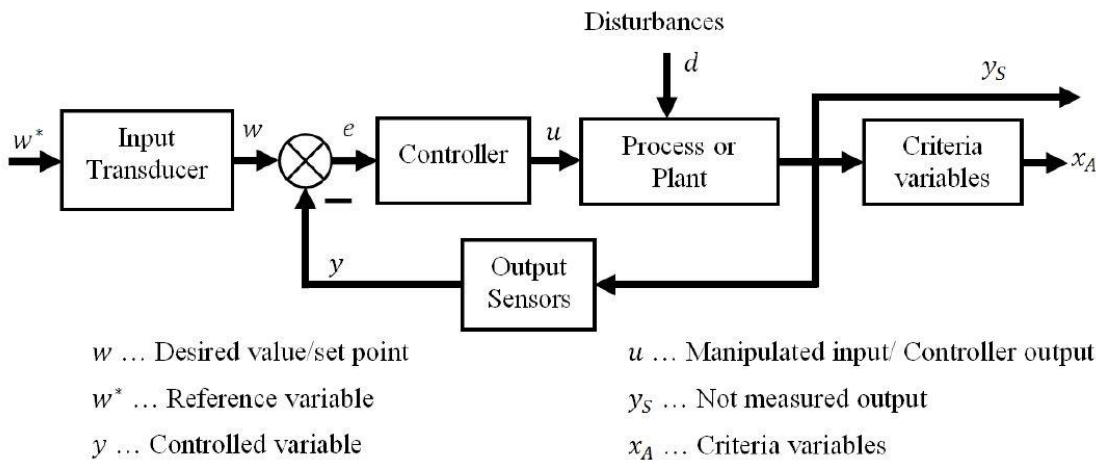 Disturbances
d
y_S
w*
Input
Transducer
w
e
Controller
u
Process or
Plant
Criteria
variables
x_A
−
y
Output
Sensors
w … Desired value/set point
w* … Reference variable
y … Controlled variable
u … Manipulated input/ Controller output
y_S … Not measured output
x_A … Criteria variables